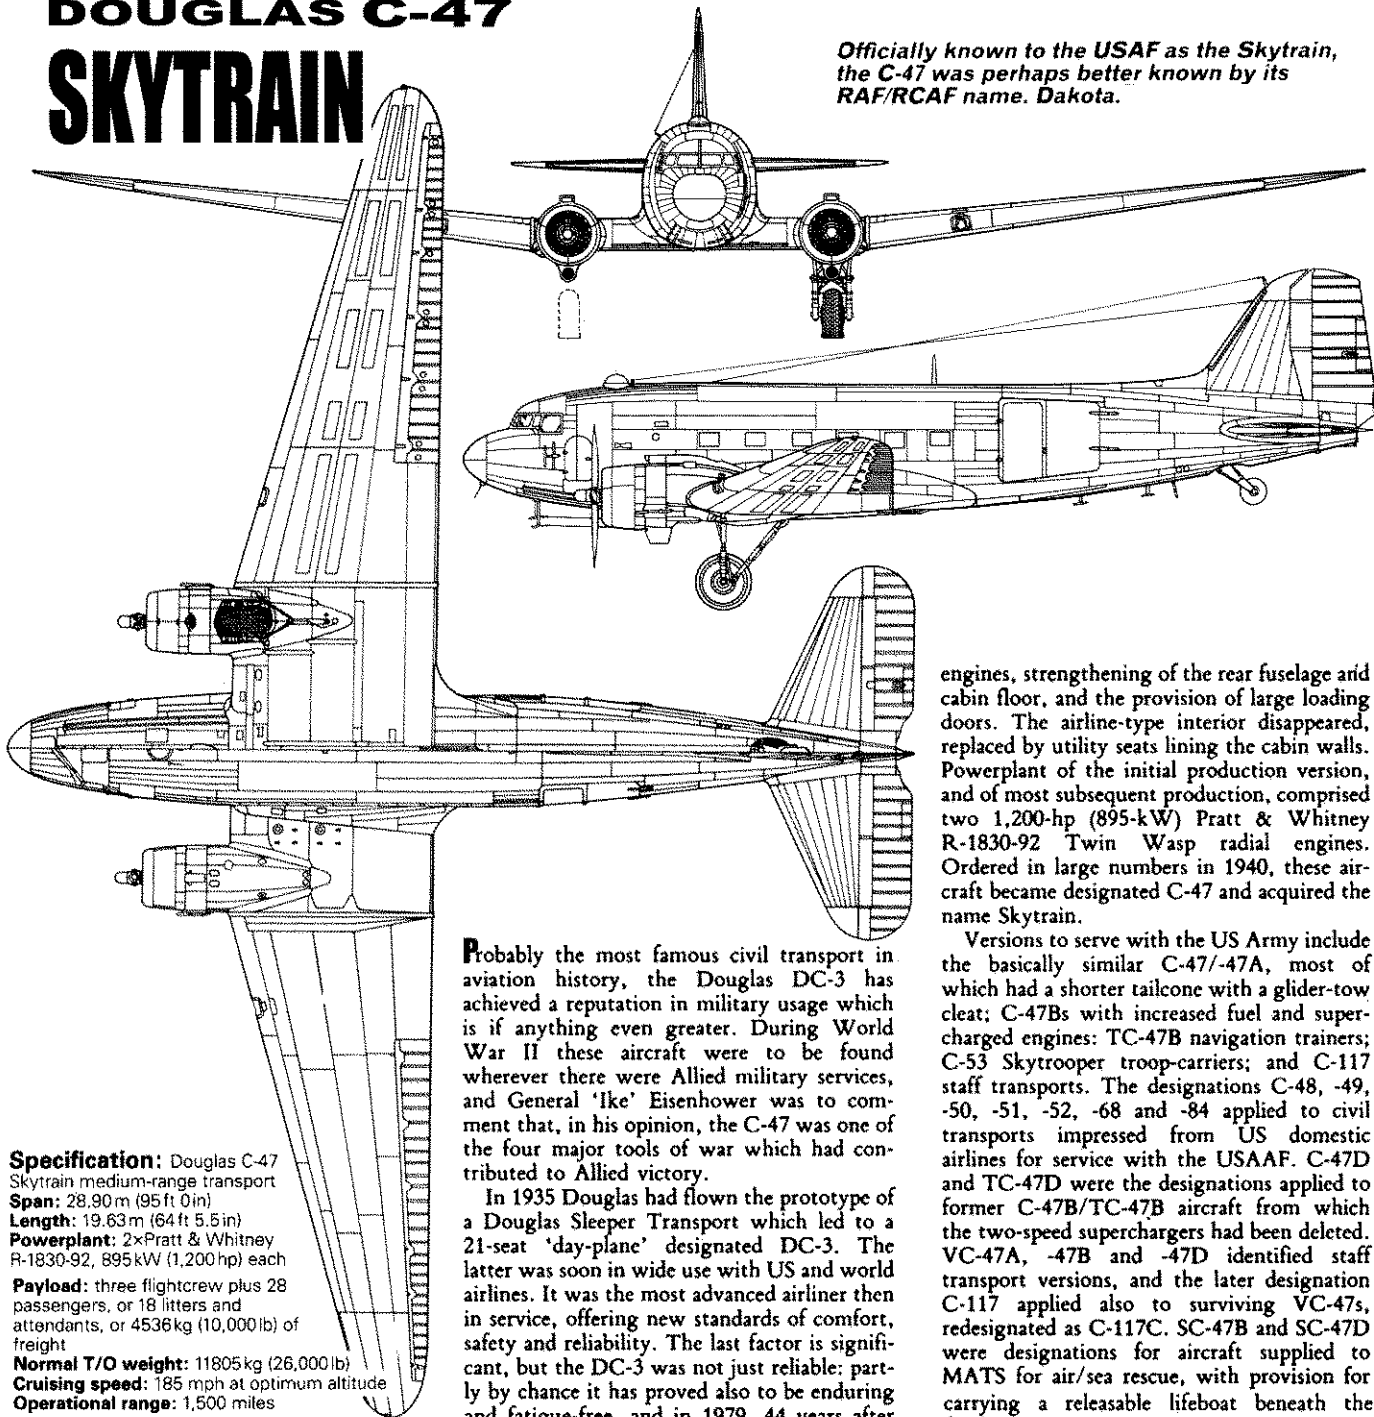 DOUGLAS C-47
SKYTRAIN
Officially known to the USAF as the Skytrain,
the C-47 was perhaps better known by its
RAF/RCAF name. Dakota.
Specification: Douglas C-47
Skytrain medium-range transport
Span: 28.90 m (95 ft 0 in)
Length: 19.63 m (64 ft 5.5 in)
Powerplant: 2×Pratt & Whitney
R-1830-92, 895 kW (1,200 hp) each
Payload: three flightcrew plus 28
passengers, or 18 litters and
attendants, or 4536 kg (10,000 lb) of
freight
Normal T/O weight: 11805 kg (26,000 lb)
Cruising speed: 185 mph at optimum altitude
Operational range: 1,500 miles
Probably the most famous civil transport in
aviation history, the Douglas DC-3 has
achieved a reputation in military usage which
is if anything even greater. During World
War II these aircraft were to be found
wherever there were Allied military services,
and General 'Ike' Eisenhower was to com-
ment that, in his opinion, the C-47 was one of
the four major tools of war which had con-
tributed to Allied victory.
In 1935 Douglas had flown the prototype of
a Douglas Sleeper Transport which led to a
21-seat 'day-plane' designated DC-3. The
latter was soon in wide use with US and world
airlines. It was the most advanced airliner then
in service, offering new standards of comfort,
safety and reliability. The last factor is signifi-
cant, but the DC-3 was not just reliable; part-
ly by chance it has proved also to be enduring
and fatigue-free, and in 1979, 44 years after
engines, strengthening of the rear fuselage and
cabin floor, and the provision of large loading
doors. The airline-type interior disappeared,
replaced by utility seats lining the cabin walls.
Powerplant of the initial production version,
and of most subsequent production, comprised
two 1,200-hp (895-kW) Pratt & Whitney
R-1830-92 Twin Wasp radial engines.
Ordered in large numbers in 1940, these air-
craft became designated C-47 and acquired the
name Skytrain.
Versions to serve with the US Army include
the basically similar C-47/-47A, most of
which had a shorter tailcone with a glider-tow
cleat; C-47Bs with increased fuel and super-
charged engines: TC-47B navigation trainers;
C-53 Skytrooper troop-carriers; and C-117
staff transports. The designations C-48, -49,
-50, -51, -52, -68 and -84 applied to civil
transports impressed from US domestic
airlines for service with the USAAF. C-47D
and TC-47D were the designations applied to
former C-47B/TC-47B aircraft from which
the two-speed superchargers had been deleted.
VC-47A, -47B and -47D identified staff
transport versions, and the later designation
C-117 applied also to surviving VC-47s,
redesignated as C-117C. SC-47B and SC-47D
were designations for aircraft supplied to
MATS for air/sea rescue, with provision for
carrying a releasable lifeboat beneath the